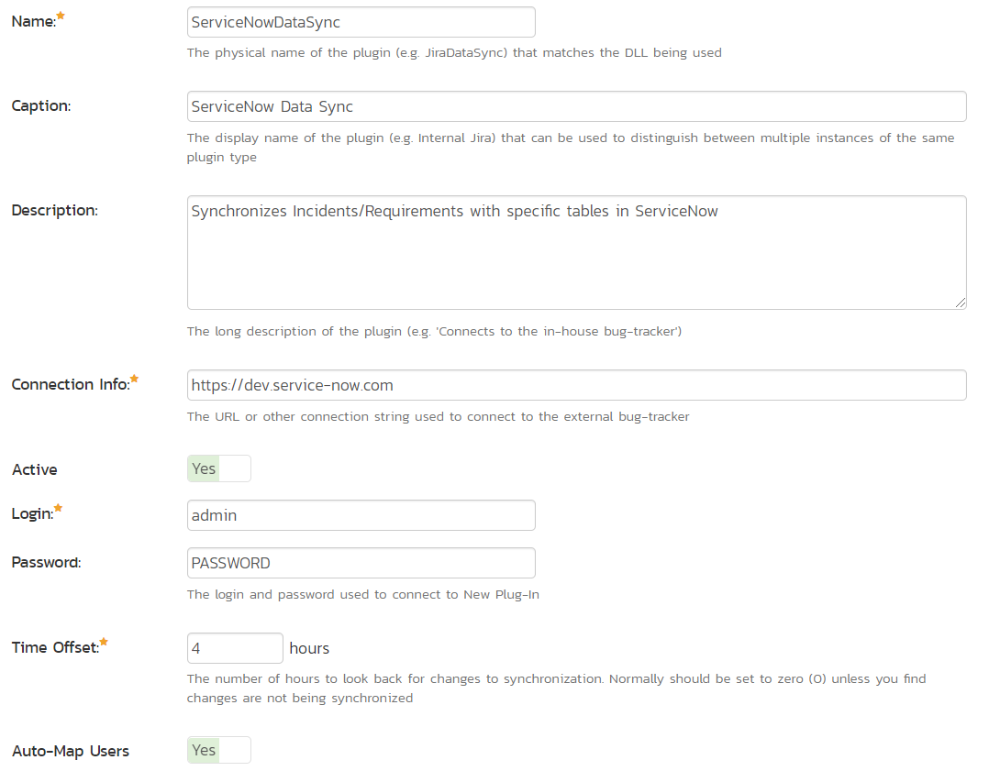 Name:
ServiceNowDataSync
The physical name of the plugin (e.g. JiraDataSync) that matches the DLL being used
Caption:
ServiceNow Data Sync
The display name of the plugin (e.g. Internal Jira) that can be used to distinguish between multiple instances of the same
plugin type
Description:
Synchronizes Incidents/Requirements with specific tables in ServiceNow
The long description of the plugin (e.g. 'Connects to the in-house bug-tracker')
Connection Info:
https://dev.service-now.com
The URL or other connection string used to connect to the external bug-tracker
Active
Yes
Login:
admin
Password:
PASSWORD
The login and password used to connect to New Plug-In
Time Offset:
4 hours
The number of hours to look back for changes to synchronization. Normally should be set to zero (0) unless you find
changes are not being synchronized
Auto-Map Users
Yes